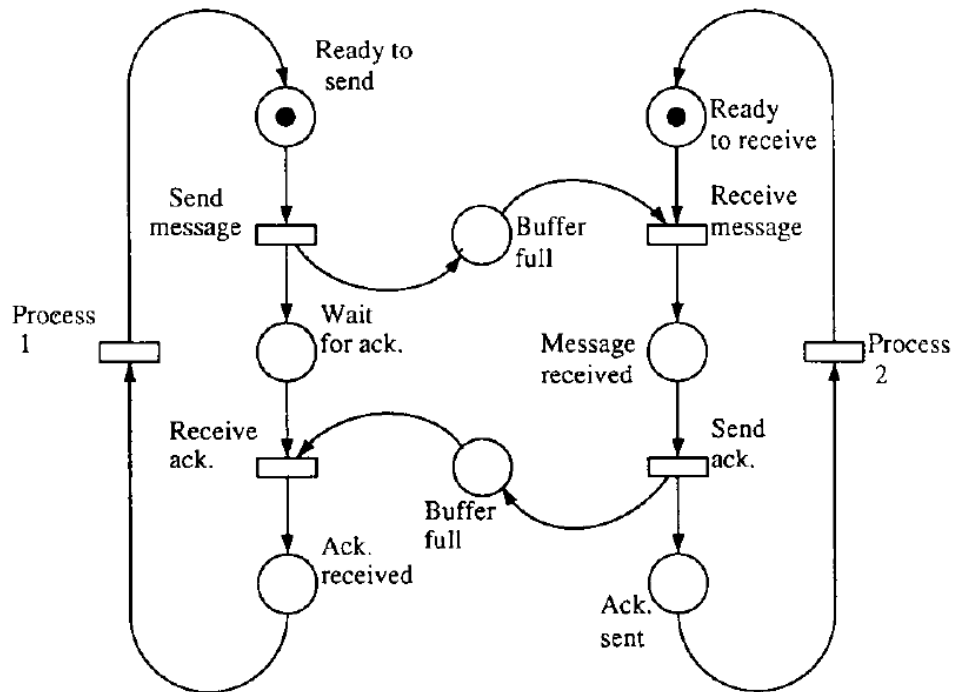 Ready to
send
Ready
to receive
Send
message
Buffer
full
Receive
message
Process
1
Wait
for ack.
Message
received
Process
2
Receive
ack.
Buffer
full
Send
ack.
Ack.
received
Ack.
sent